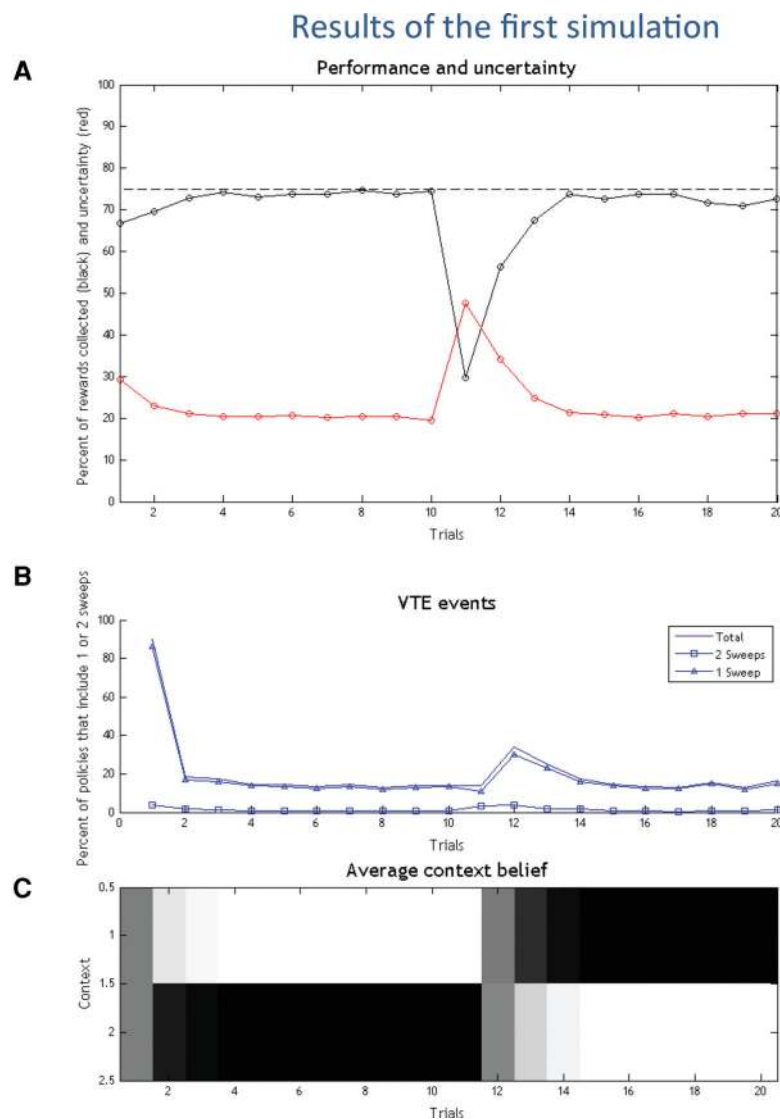 Results of the first simulation
A
Performance and uncertainty
Percent of rewards collected (black) and uncertainty (red)
100
90
80
70
60
50
40
30
20
10
0
2 4 6 8 10 12 14 16 18 20
Trials
B
VTE events
Percent of policies that include 1 or 2 sweeps
100
80
60
40
20
0
Total
2 Sweeps
1 Sweep
0 2 4 6 8 10 12 14 16 18 20
Trials
C
Average context belief
Context
0.5
1
1.5
2
2.5
2 4 6 8 10 12 14 16 18 20
Trials